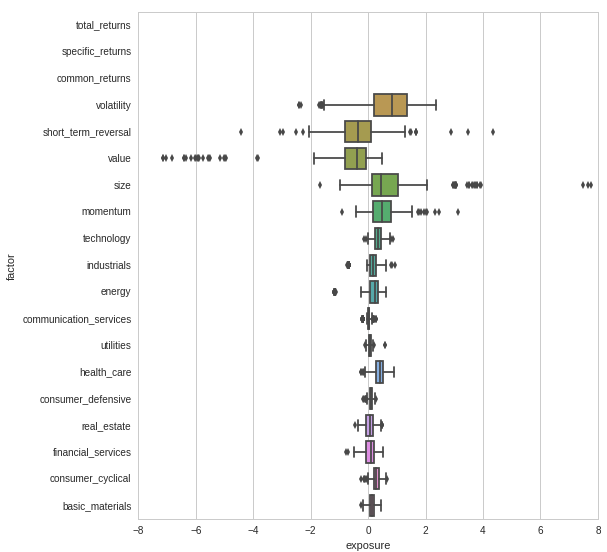 total_returns
specific_returns
common_returns
volatility
short_term_reversal
value
size
momentum
technology
industrials
energy
communication_services
utilities
health_care
consumer_defensive
real_estate
financial_services
consumer_cyclical
basic_materials
factor
−8 −6 −4 −2 0 2 4 6 8
exposure